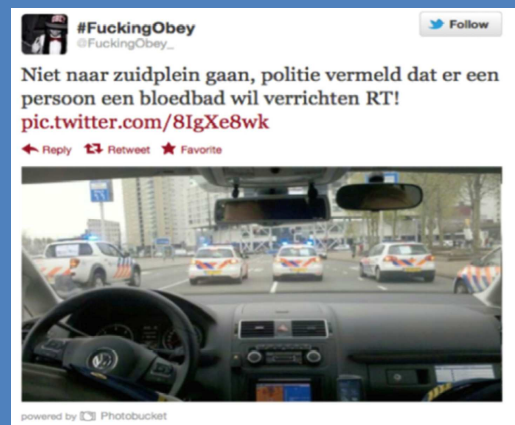 #FuckingObey
@FuckingObey_
Follow
Niet naar zuidplein gaan, politie vermeld dat er een
persoon een bloedbad wil verrichten RT!
pic.twitter.com/8IgXe8wk
Reply Retweet Favorite
powered by Photobucket